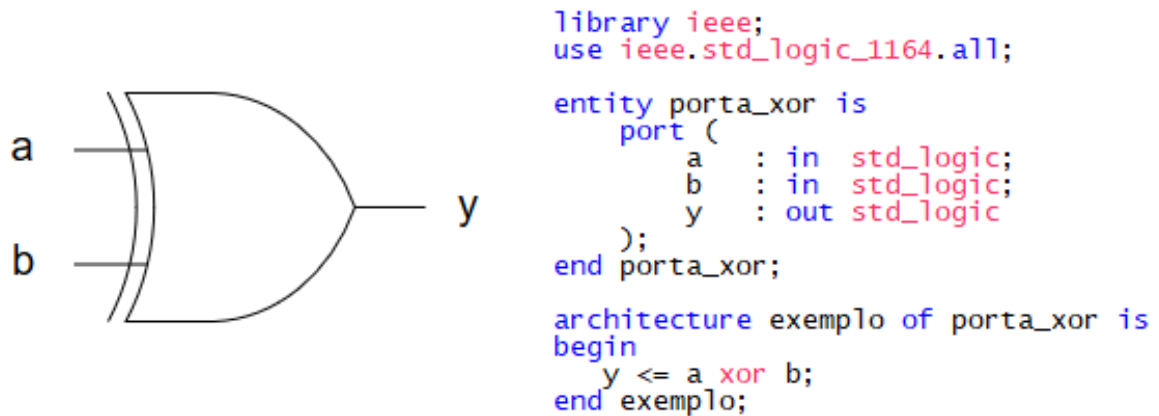 a
b
y
library ieee;
use ieee.std_logic_1164.all;
entity porta_xor is
port (
a : in std_logic;
b : in std_logic;
y : out std_logic
);
end porta_xor;
architecture exemplo of porta_xor is
begin
y <= a xor b;
end exemplo;